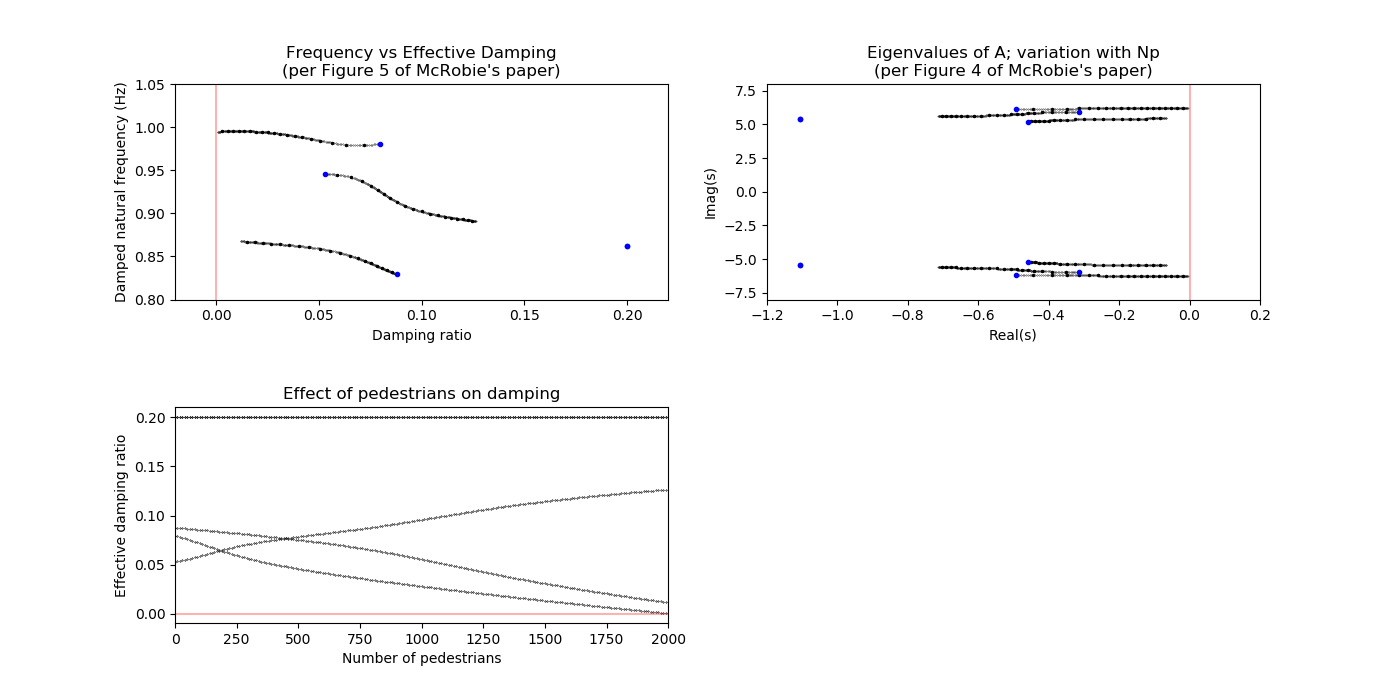 Frequency vs Effective Damping
(per Figure 5 of McRobie's paper)
Damped natural frequency (Hz)
1.05
1.00
0.95
0.90
0.85
0.80
0.00 0.05 0.10 0.15 0.20
Damping ratio
Eigenvalues of A; variation with Np
(per Figure 4 of McRobie's paper)
Imag(s)
7.5
5.0
2.5
0.0
−2.5
−5.0
−7.5
−1.2 −1.0 −0.8 −0.6 −0.4 −0.2 0.0 0.2
Real(s)
Effect of pedestrians on damping
Effective damping ratio
0.20
0.15
0.10
0.05
0.00
0 250 500 750 1000 1250 1500 1750 2000
Number of pedestrians